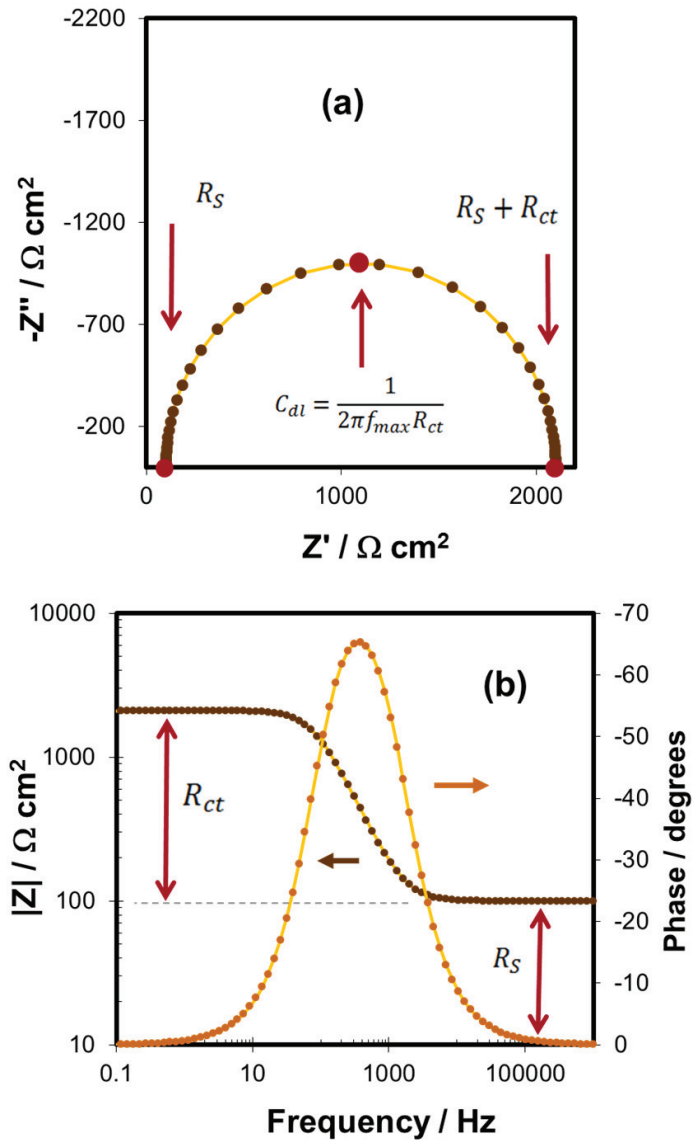 -2200
(a)
-1700
R_S
R_S + R_ct
-1200
-Z'' / Ω cm²
-700
C_dl = 1 / 2πf_max R_ct
-200
0 1000 2000
Z' / Ω cm²
10000 -70
(b)
-60
1000 -50
R_ct
|Z| / Ω cm²
-40
Phase / degrees
-30
100
-20
R_S
-10
10 0
0.1 10 1000 100000
Frequency / Hz